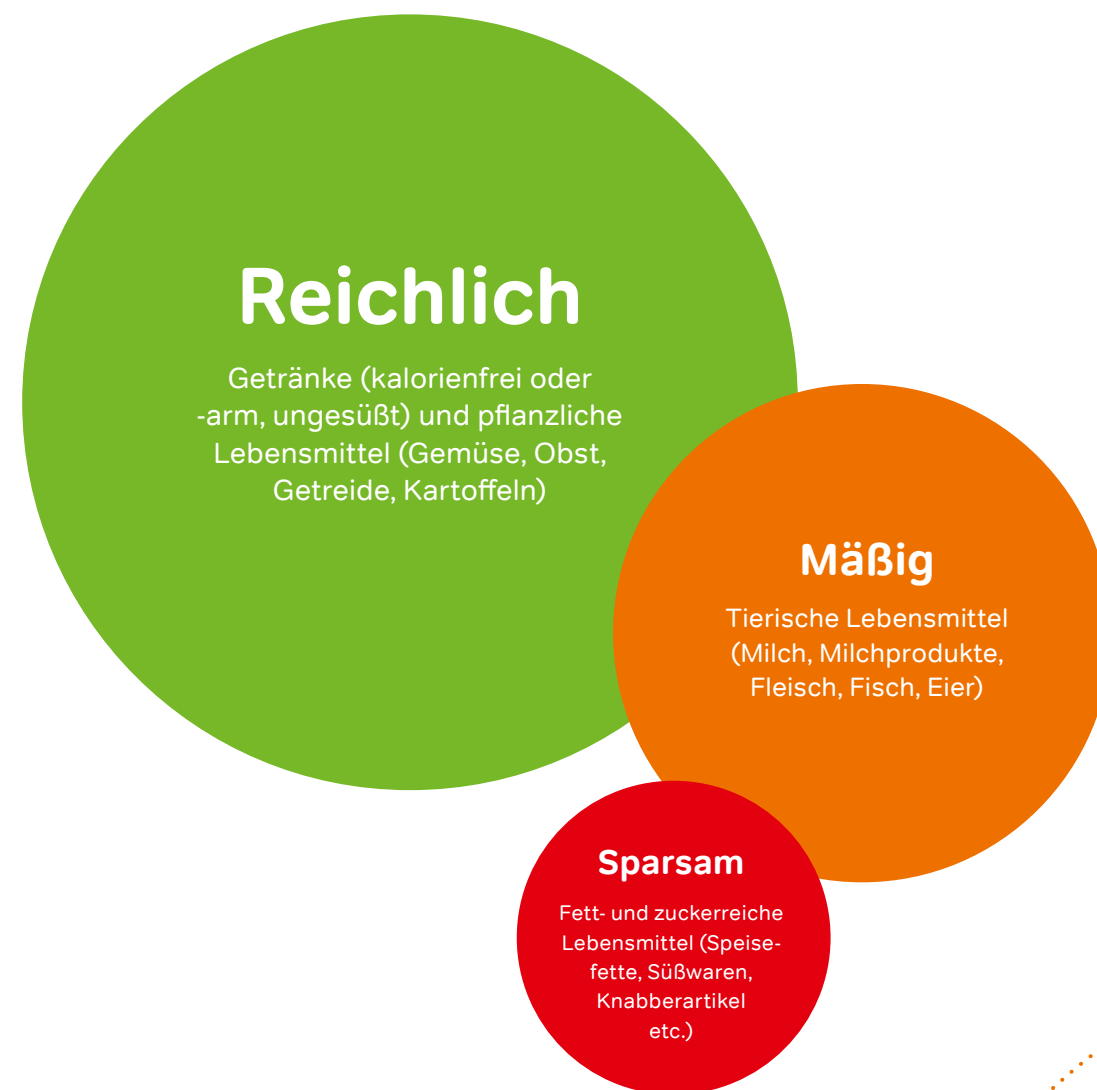 Reichlich
Getränke (kalorienfrei oder
-arm, ungesüßt) und pflanzliche
Lebensmittel (Gemüse, Obst,
Getreide, Kartoffeln)
Mäßig
Tierische Lebensmittel
(Milch, Milchprodukte,
Fleisch, Fisch, Eier)
Sparsam
Fett- und zuckerreiche
Lebensmittel (Speise-
fette, Süßwaren,
Knabberartikel
etc.)